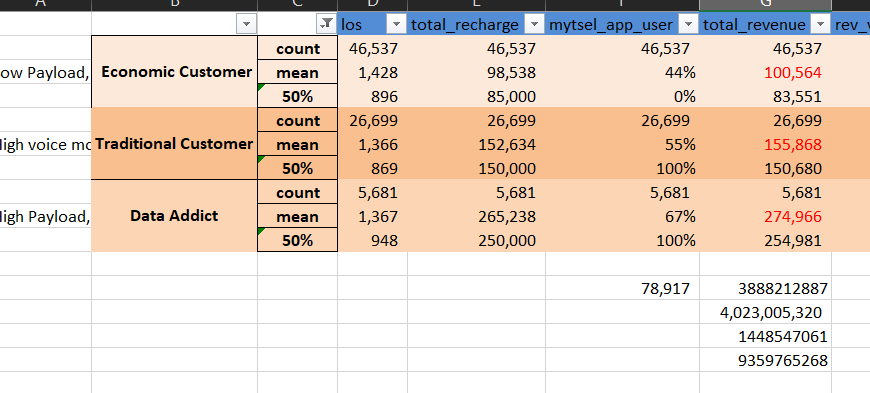 A B C D E F G
los total_recharge mytsel_app_user total_revenue rev_v
count 46,537 46,537 46,537 46,537
ow Payload, Economic Customer mean 1,428 98,538 44% 100,564
50% 896 85,000 0% 83,551
count 26,699 26,699 26,699 26,699
High voice mo Traditional Customer mean 1,366 152,634 55% 155,868
50% 869 150,000 100% 150,680
count 5,681 5,681 5,681 5,681
High Payload, Data Addict mean 1,367 265,238 67% 274,966
50% 948 250,000 100% 254,981
78,917 3888212887
4,023,005,320
1448547061
9359765268